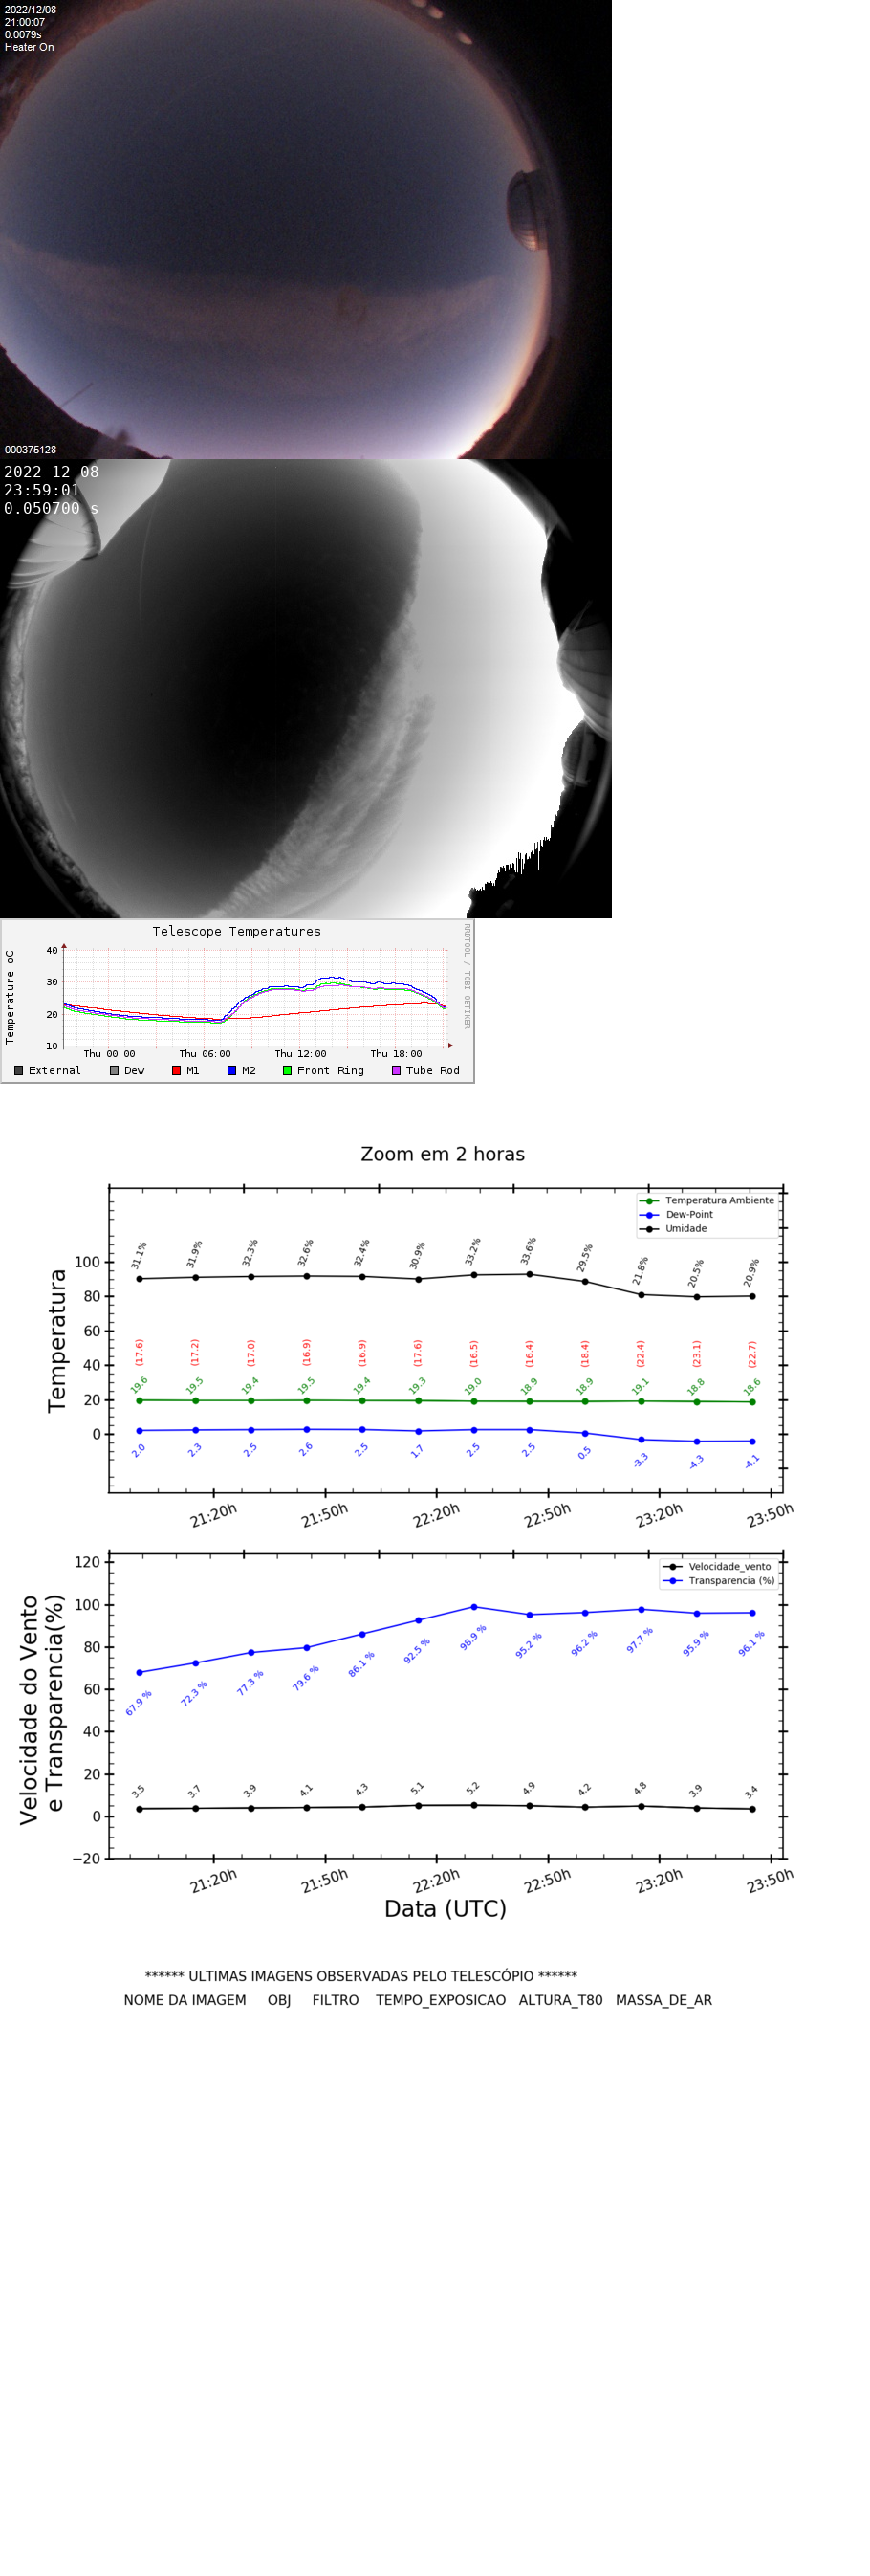 2022/12/08
21:00:07
0.0079s
Heater On
000375128
2022-12-08
23:59:01
0.050700 s
Telescope Temperatures
RRDTOOL / TOBI OETIKER
Temperature oC
40
30
20
10
Thu 00:00 Thu 06:00 Thu 12:00 Thu 18:00
External Dew M1 M2 Front Ring Tube Rod
Zoom em 2 horas
Temperatura Ambiente
Dew-Point
Umidade
Temperatura
100
80
60
40
20
0
31.1% 31.9% 32.3% 32.6% 32.4% 30.9% 33.2% 33.6% 29.5% 21.8% 20.5% 20.9%
(17.6) (17.2) (17.0) (16.9) (16.9) (17.6) (16.5) (16.4) (18.4) (22.4) (23.1) (22.7)
19.6 19.5 19.4 19.5 19.4 19.3 19.0 18.9 18.9 19.1 18.8 18.6
2.0 2.3 2.5 2.6 2.5 1.7 2.5 2.5 0.5 -3.3 -4.3 -4.1
21:20h 21:50h 22:20h 22:50h 23:20h 23:50h
Velocidade_vento
Transparencia (%)
Velocidade do Vento
e Transparencia(%)
120
100
80
60
40
20
0
−20
67.9 % 72.3 % 77.3 % 79.6 % 86.1 % 92.5 % 98.9 % 95.2 % 96.2 % 97.7 % 95.9 % 96.1 %
3.5 3.7 3.9 4.1 4.3 5.1 5.2 4.9 4.2 4.8 3.9 3.4
21:20h 21:50h 22:20h 22:50h 23:20h 23:50h
Data (UTC)
****** ULTIMAS IMAGENS OBSERVADAS PELO TELESCÓPIO ******
NOME DA IMAGEM OBJ FILTRO TEMPO_EXPOSICAO ALTURA_T80 MASSA_DE_AR